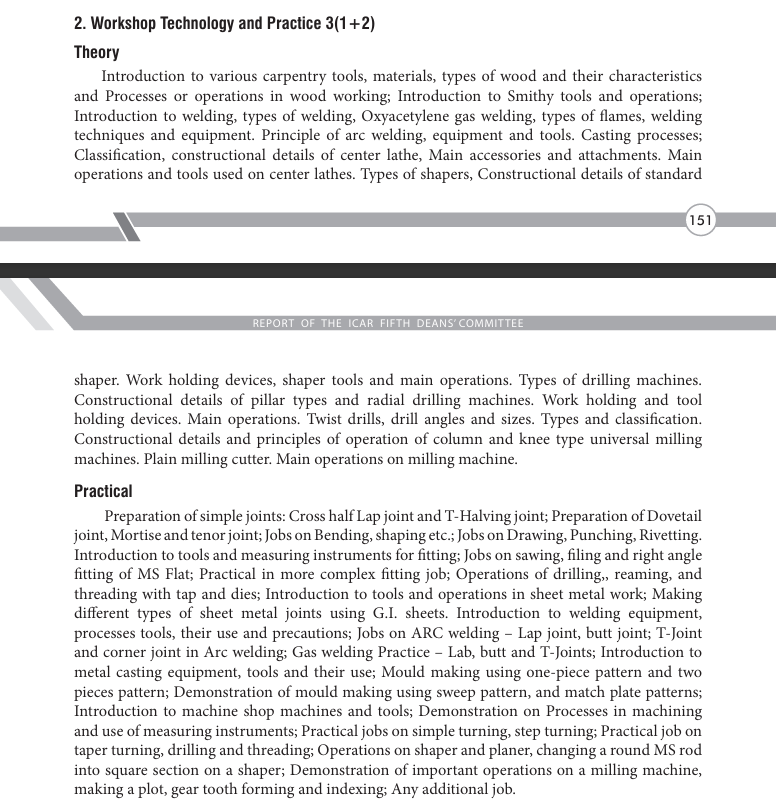 2. Workshop Technology and Practice 3(1+2)
Theory
Introduction to various carpentry tools, materials, types of wood and their characteristics
and Processes or operations in wood working; Introduction to Smithy tools and operations;
Introduction to welding, types of welding, Oxyacetylene gas welding, types of flames, welding
techniques and equipment. Principle of arc welding, equipment and tools. Casting processes;
Classification, constructional details of center lathe, Main accessories and attachments. Main
operations and tools used on center lathes. Types of shapers, Constructional details of standard
151
REPORT OF THE ICAR FIFTH DEANS' COMMITTEE
shaper. Work holding devices, shaper tools and main operations. Types of drilling machines.
Constructional details of pillar types and radial drilling machines. Work holding and tool
holding devices. Main operations. Twist drills, drill angles and sizes. Types and classification.
Constructional details and principles of operation of column and knee type universal milling
machines. Plain milling cutter. Main operations on milling machine.
Practical
Preparation of simple joints: Cross half Lap joint and T-Halving joint; Preparation of Dovetail
joint, Mortise and tenor joint; Jobs on Bending, shaping etc.; Jobs on Drawing, Punching, Rivetting.
Introduction to tools and measuring instruments for fitting; Jobs on sawing, filing and right angle
fitting of MS Flat; Practical in more complex fitting job; Operations of drilling,, reaming, and
threading with tap and dies; Introduction to tools and operations in sheet metal work; Making
different types of sheet metal joints using G.I. sheets. Introduction to welding equipment,
processes tools, their use and precautions; Jobs on ARC welding – Lap joint, butt joint; T-Joint
and corner joint in Arc welding; Gas welding Practice – Lab, butt and T-Joints; Introduction to
metal casting equipment, tools and their use; Mould making using one-piece pattern and two
pieces pattern; Demonstration of mould making using sweep pattern, and match plate patterns;
Introduction to machine shop machines and tools; Demonstration on Processes in machining
and use of measuring instruments; Practical jobs on simple turning, step turning; Practical job on
taper turning, drilling and threading; Operations on shaper and planer, changing a round MS rod
into square section on a shaper; Demonstration of important operations on a milling machine,
making a plot, gear tooth forming and indexing; Any additional job.